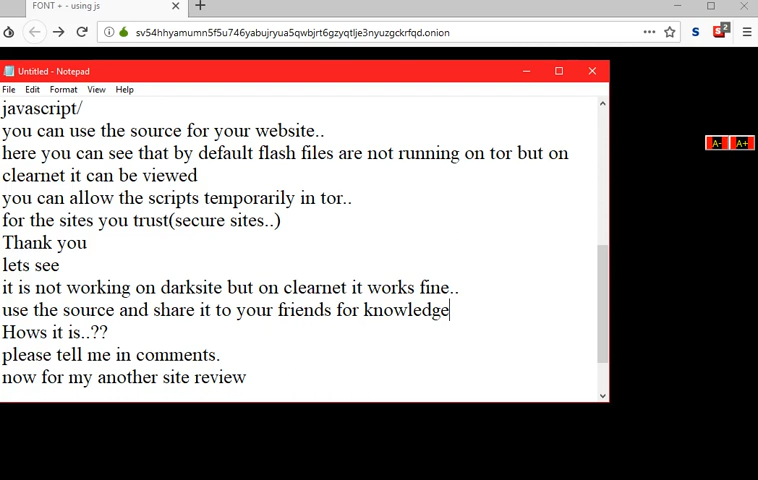 FONT + - using js
sv54hhyamumn5f5u746yabujryua5qwbjrt6gzyqtlje3nyuzgckrfqd.onion
S
S 2
Untitled - Notepad
File Edit Format View Help
javascript/
you can use the source for your website..
here you can see that by default flash files are not running on tor but on
clearnet it can be viewed
you can allow the scripts temporarily in tor..
for the sites you trust(secure sites..)
Thank you
lets see
it is not working on darksite but on clearnet it works fine..
use the source and share it to your friends for knowledge
Hows it is..??
please tell me in comments.
now for my another site review
A- A+